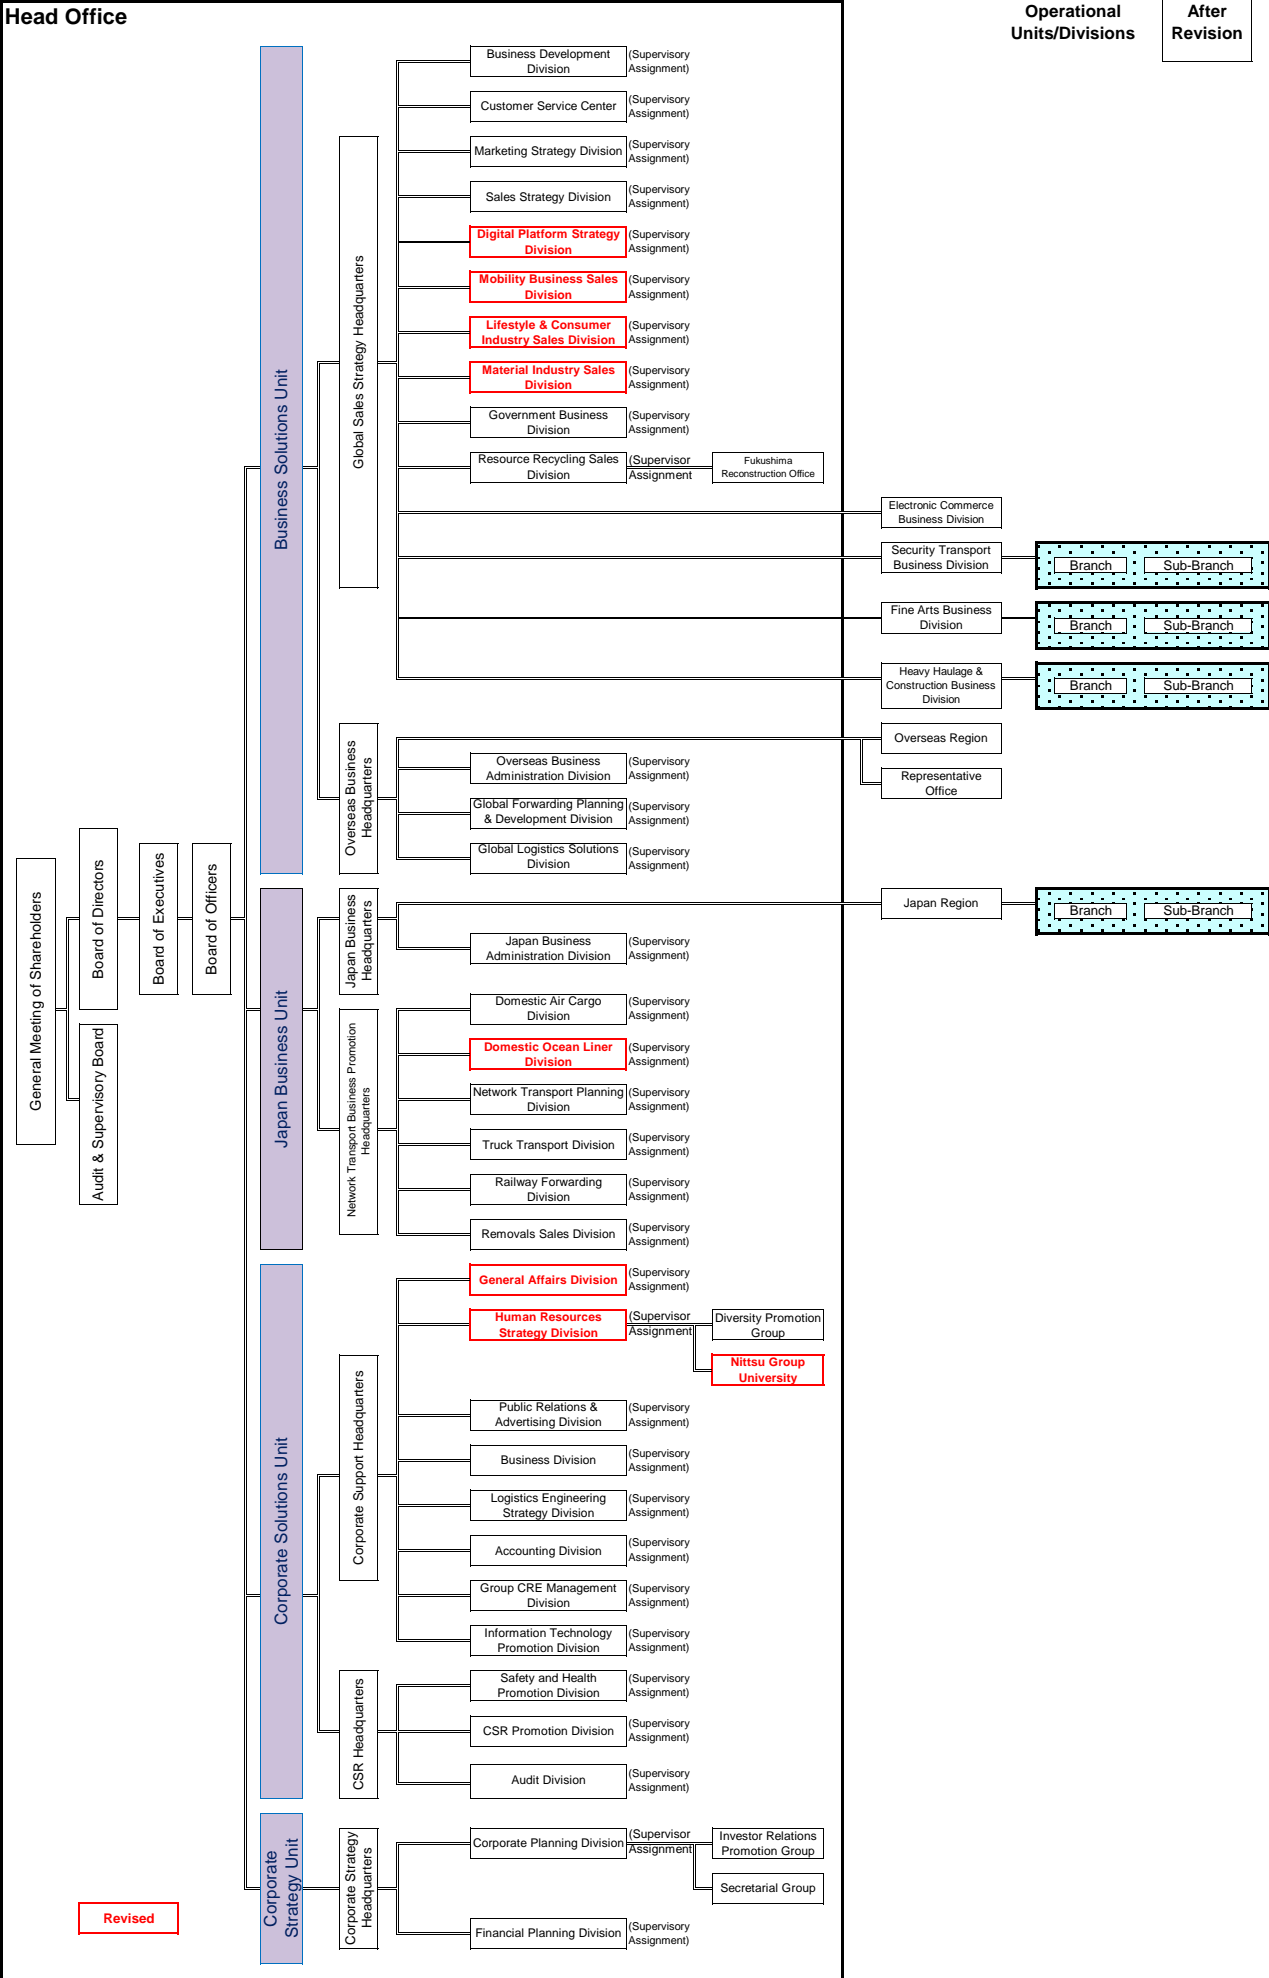 Head Office
Operational
Units/Divisions
After
Revision
General Meeting of Shareholders
Board of Directors
Audit & Supervisory Board
Board of Executives
Board of Officers
Business Solutions Unit
Global Sales Strategy Headquarters
Business Development
Division
(Supervisory
Assignment)
Customer Service Center
(Supervisory
Assignment)
Marketing Strategy Division
(Supervisory
Assignment)
Sales Strategy Division
(Supervisory
Assignment)
Digital Platform Strategy
Division
(Supervisory
Assignment)
Mobility Business Sales
Division
(Supervisory
Assignment)
Lifestyle & Consumer
Industry Sales Division
(Supervisory
Assignment)
Material Industry Sales
Division
(Supervisory
Assignment)
Government Business
Division
(Supervisory
Assignment)
Resource Recycling Sales
Division
(Supervisor
Assignment
Fukushima
Reconstruction Office
Electronic Commerce
Business Division
Security Transport
Business Division
Branch
Sub-Branch
Fine Arts Business
Division
Branch
Sub-Branch
Heavy Haulage &
Construction Business
Division
Branch
Sub-Branch
Overseas Business
Headquarters
Overseas Region
Representative
Office
Overseas Business
Administration Division
(Supervisory
Assignment)
Global Forwarding Planning
& Development Division
(Supervisory
Assignment)
Global Logistics Solutions
Division
(Supervisory
Assignment)
Japan Business Unit
Japan Business
Headquarters
Japan Region
Branch
Sub-Branch
Japan Business
Administration Division
(Supervisory
Assignment)
Network Transport Business Promotion
Headquarters
Domestic Air Cargo
Division
(Supervisory
Assignment)
Domestic Ocean Liner
Division
(Supervisory
Assignment)
Network Transport Planning
Division
(Supervisory
Assignment)
Truck Transport Division
(Supervisory
Assignment)
Railway Forwarding
Division
(Supervisory
Assignment)
Removals Sales Division
(Supervisory
Assignment)
Corporate Solutions Unit
Corporate Support Headquarters
General Affairs Division
(Supervisory
Assignment)
Human Resources
Strategy Division
(Supervisor
Assignment
Diversity Promotion
Group
Nittsu Group
University
Public Relations &
Advertising Division
(Supervisory
Assignment)
Business Division
(Supervisory
Assignment)
Logistics Engineering
Strategy Division
(Supervisory
Assignment)
Accounting Division
(Supervisory
Assignment)
Group CRE Management
Division
(Supervisory
Assignment)
Information Technology
Promotion Division
(Supervisory
Assignment)
CSR Headquarters
Safety and Health
Promotion Division
(Supervisory
Assignment)
CSR Promotion Division
(Supervisory
Assignment)
Audit Division
(Supervisory
Assignment)
Corporate
Strategy Unit
Corporate Strategy
Headquarters
Corporate Planning Division
(Supervisor
Assignment
Investor Relations
Promotion Group
Secretarial Group
Financial Planning Division
(Supervisory
Assignment)
Revised